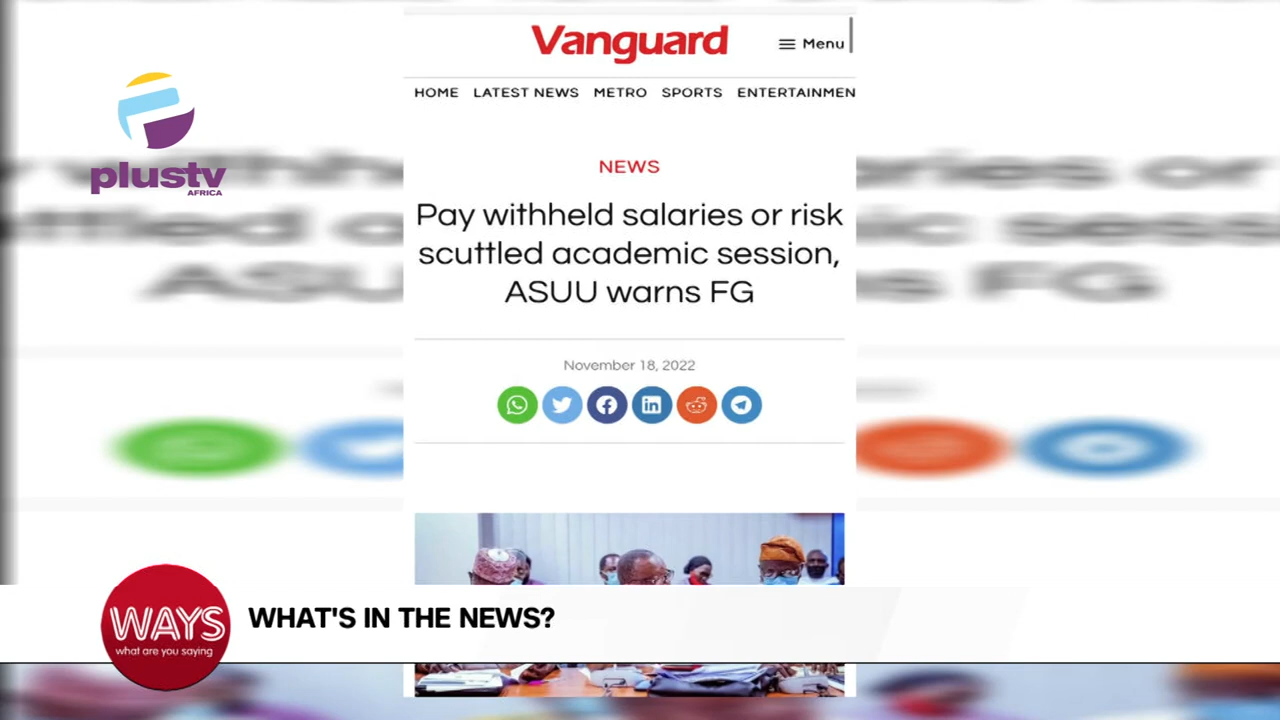 Vanguard
Menu
HOME LATEST NEWS METRO SPORTS ENTERTAINMEN
plustv
AFRICA
NEWS
Pay withheld salaries or risk
scuttled academic session,
ASUU warns FG
November 18, 2022
WAYS
what are you saying
WHAT'S IN THE NEWS?